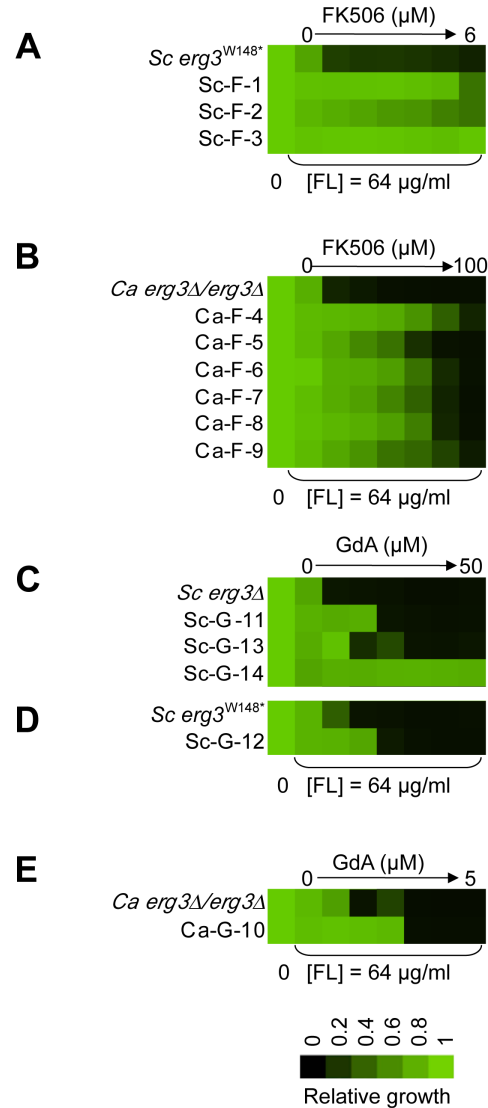 A
FK506 (µM)
0 6
Sc erg3W148*
Sc-F-1
Sc-F-2
Sc-F-3
0 [FL] = 64 µg/ml
B
FK506 (µM)
0 100
Ca erg3Δ/erg3Δ
Ca-F-4
Ca-F-5
Ca-F-6
Ca-F-7
Ca-F-8
Ca-F-9
0 [FL] = 64 µg/ml
C
GdA (µM)
0 50
Sc erg3Δ
Sc-G-11
Sc-G-13
Sc-G-14
D
Sc erg3W148*
Sc-G-12
0 [FL] = 64 µg/ml
E
GdA (µM)
0 5
Ca erg3Δ/erg3Δ
Ca-G-10
0 [FL] = 64 µg/ml
0 0.2 0.4 0.6 0.8 1
Relative growth